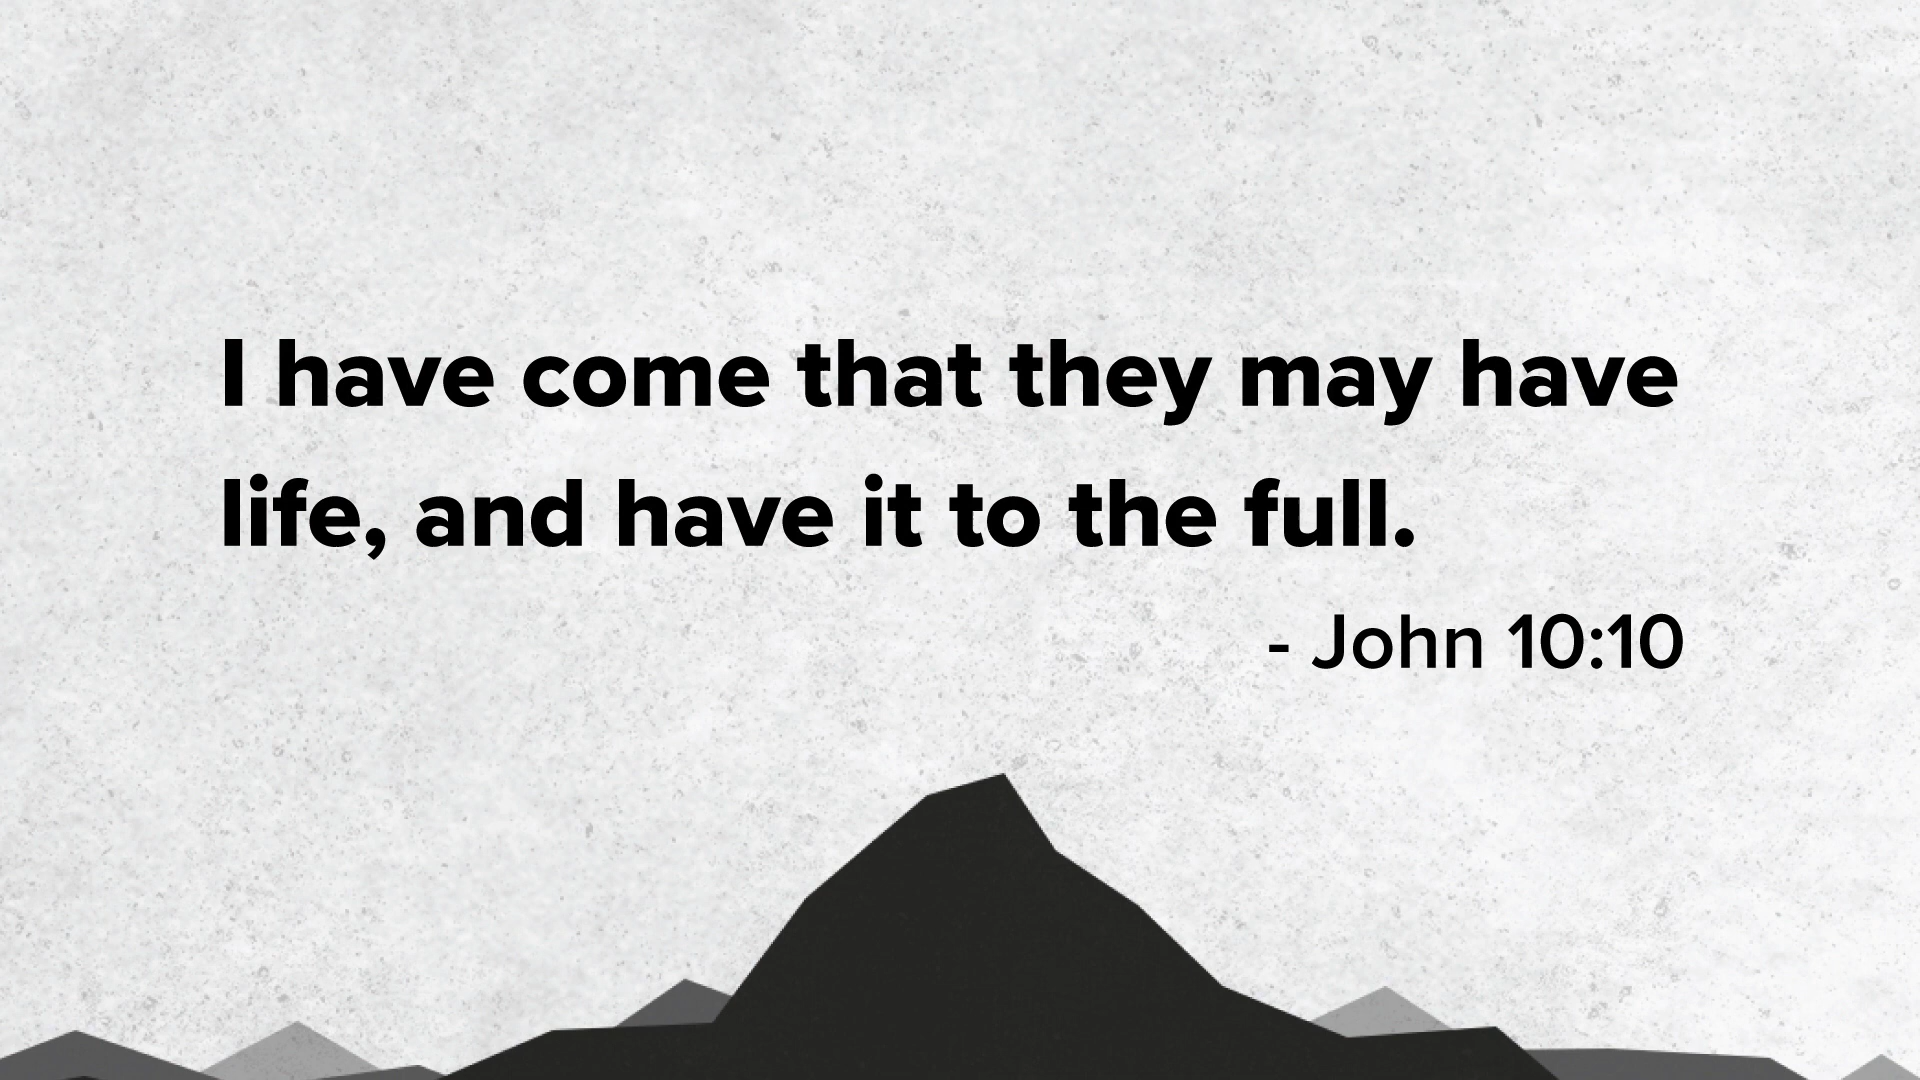 I have come that they may have
life, and have it to the full.
- John 10:10